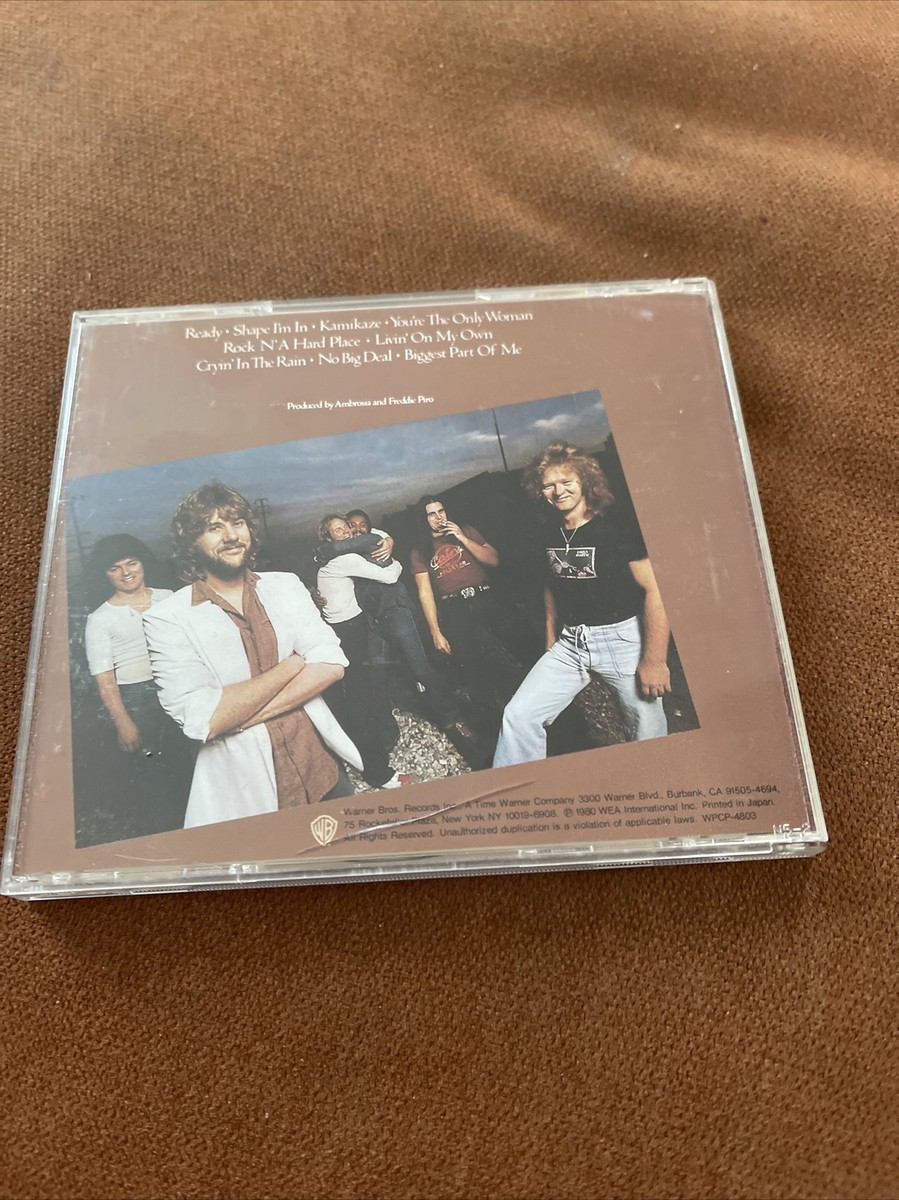 Ready • Shape I'm In • Kamikaze • You're The Only Woman
Rock N' A Hard Place • Livin' On My Own
Cryin' In The Rain • No Big Deal • Biggest Part Of Me
Produced by Ambrosia and Freddie Piro
Warner Bros. Records Inc. A Time Warner Company 3300 Warner Blvd., Burbank, CA 91505-4694,
75 Rockefeller Plaza, New York NY 10019-6908. ℗ 1980 WEA International Inc. Printed in Japan.
All Rights Reserved. Unauthorized duplication is a violation of applicable laws. WPCP-4803